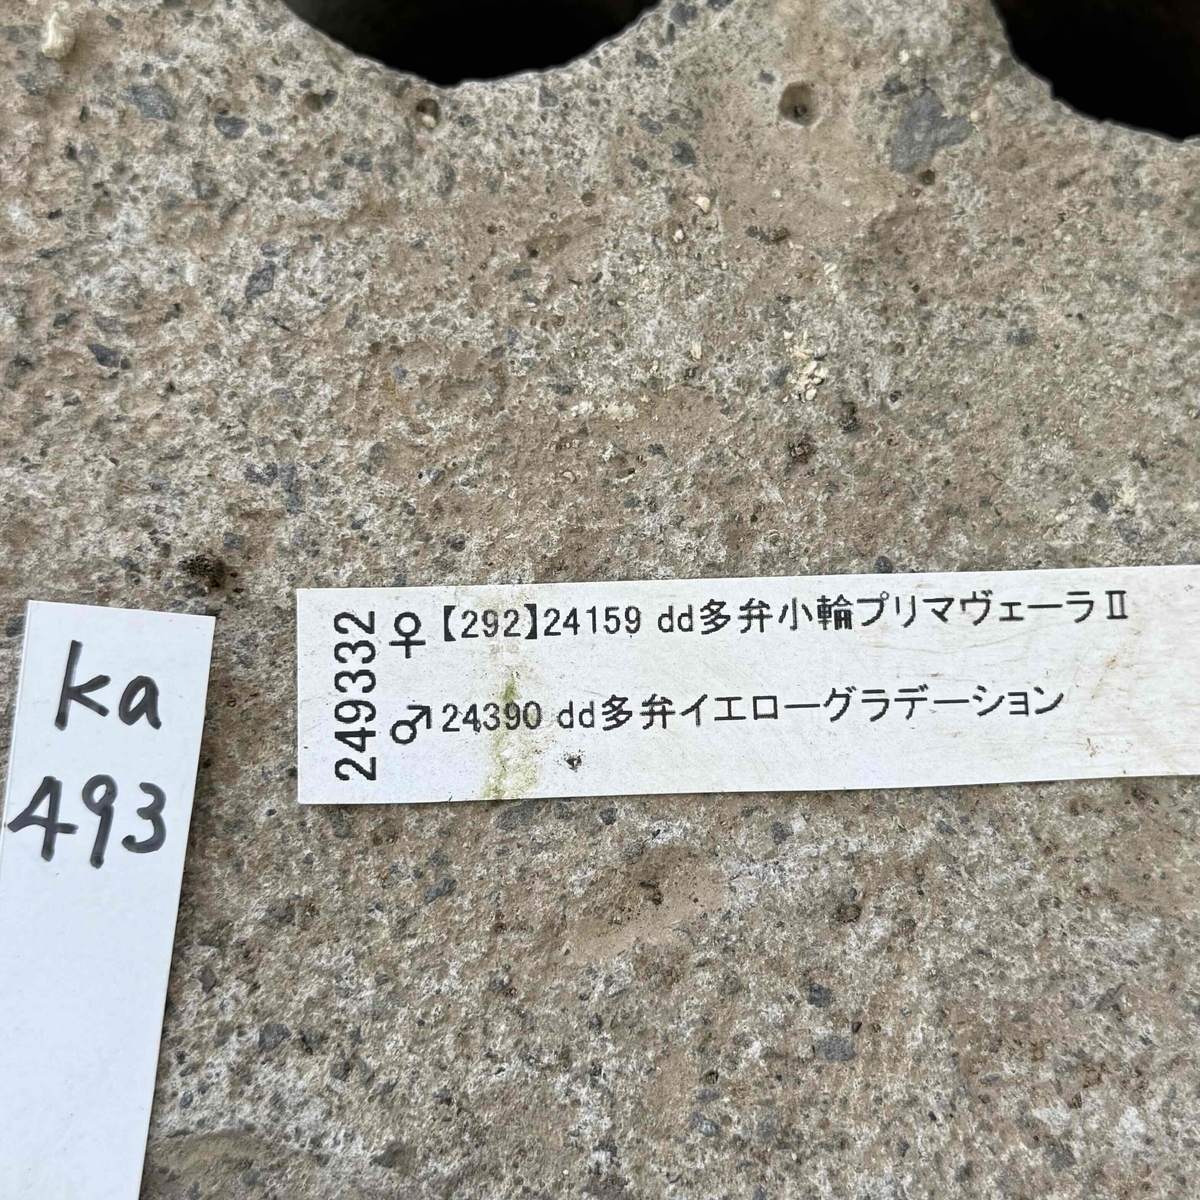 ka
493
249332
♀【292】24159 dd多弁小輪プリマヴェーラⅡ
♂24390 dd多弁イエローグラデーション